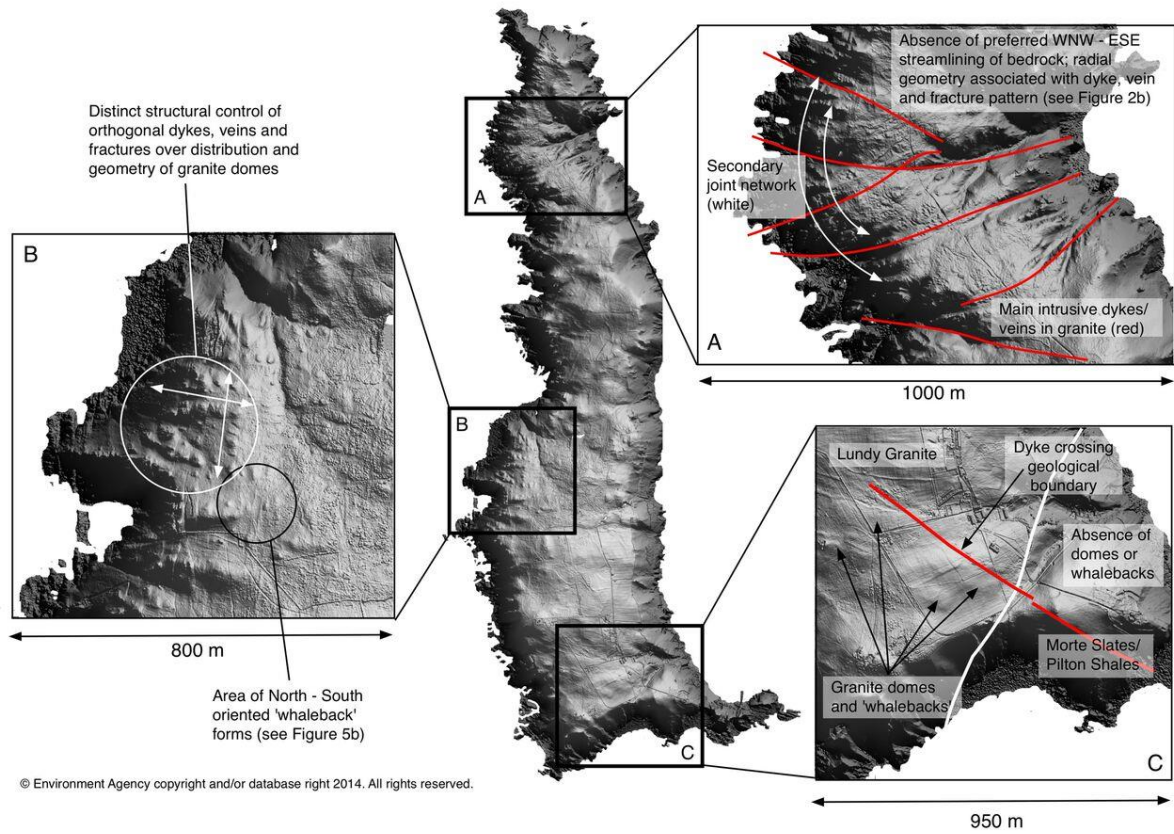 Distinct structural control of
orthogonal dykes, veins and
fractures over distribution and
geometry of granite domes
B
800 m
Area of North - South
oriented 'whaleback'
forms (see Figure 5b)
© Environment Agency copyright and/or database right 2014. All rights reserved.
A
B
C
Absence of preferred WNW - ESE
streamlining of bedrock; radial
geometry associated with dyke, vein
and fracture pattern (see Figure 2b)
Secondary
joint network
(white)
Main intrusive dykes/
veins in granite (red)
A
1000 m
Lundy Granite
Dyke crossing
geological
boundary
Absence of
domes or
whalebacks
Morte Slates/
Pilton Shales
Granite domes
and 'whalebacks'
C
950 m